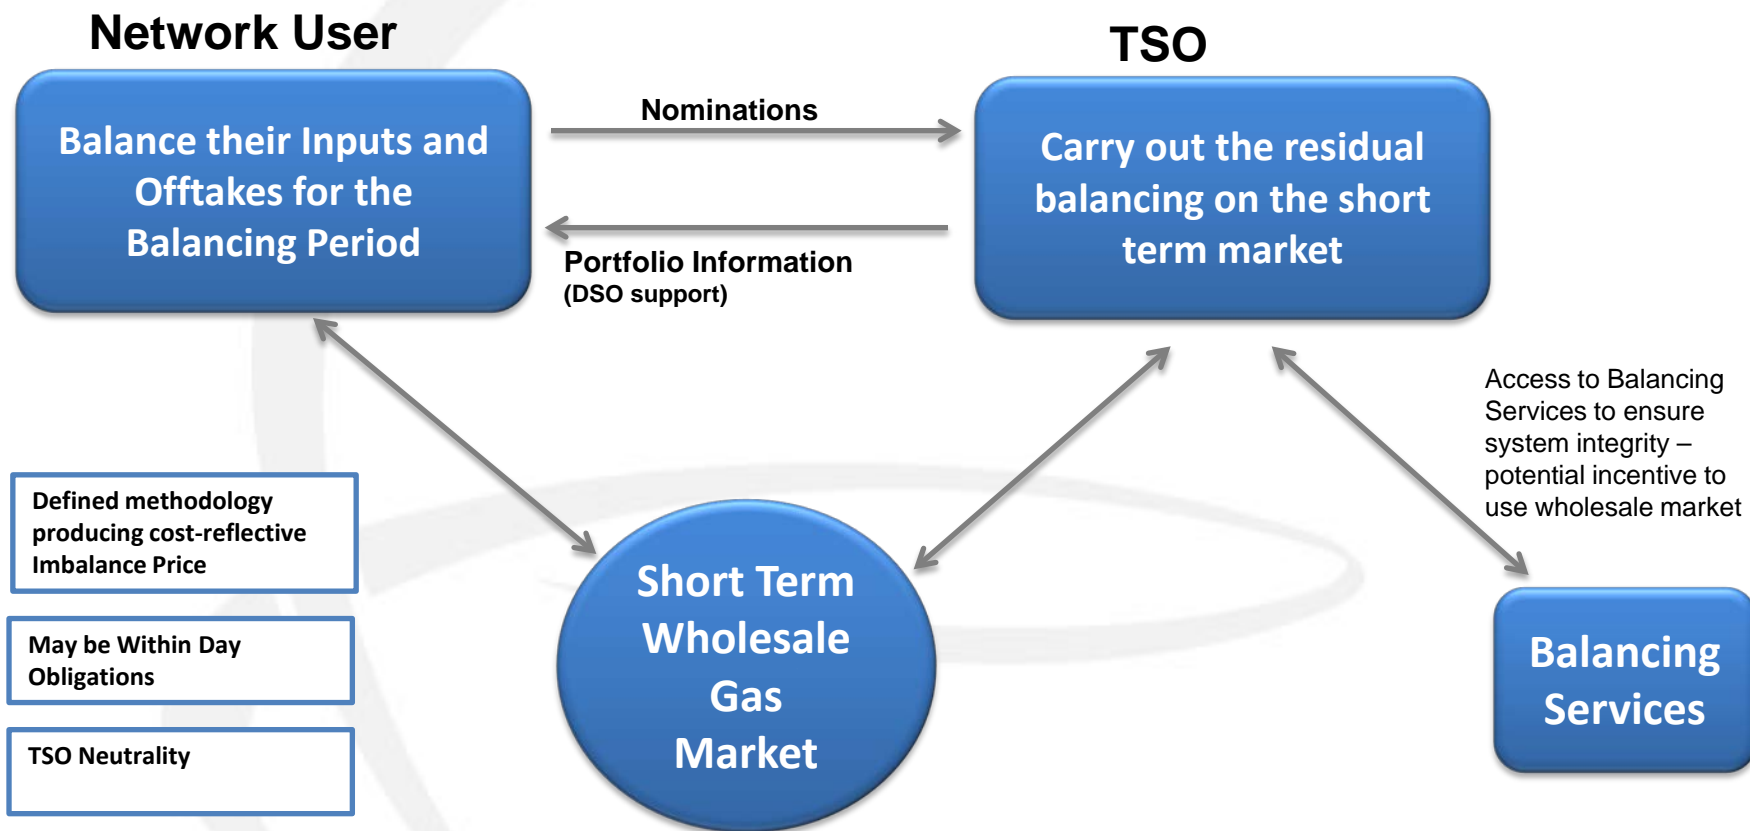 Network User
TSO
Balance their Inputs and
Offtakes for the
Balancing Period
Nominations
Portfolio Information
(DSO support)
Carry out the residual
balancing on the short
term market
Access to Balancing
Services to ensure
system integrity –
potential incentive to
use wholesale market
Defined methodology
producing cost-reflective
Imbalance Price
May be Within Day
Obligations
TSO Neutrality
Short Term
Wholesale
Gas
Market
Balancing
Services